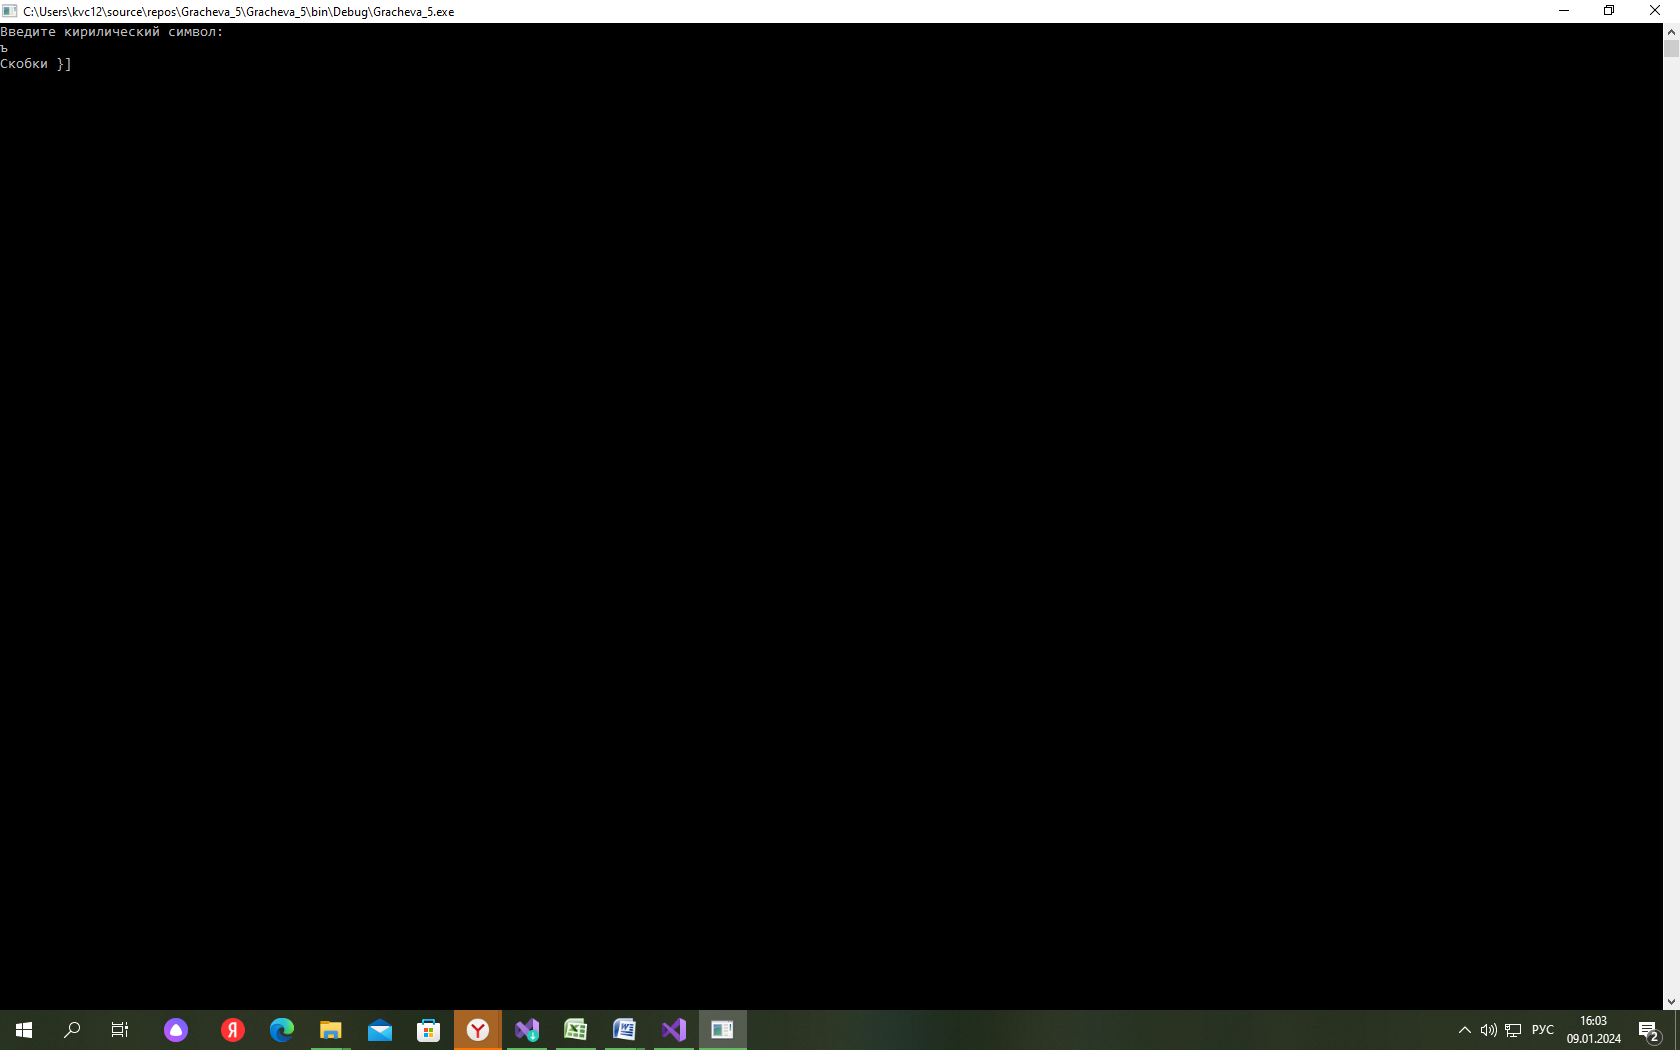 C:\Users\kvc12\source\repos\Gracheva_5\Gracheva_5\bin\Debug\Gracheva_5.exe
Введите кирилический символ:
ъ
Скобки }]
РУС
16:03
09.01.2024
2